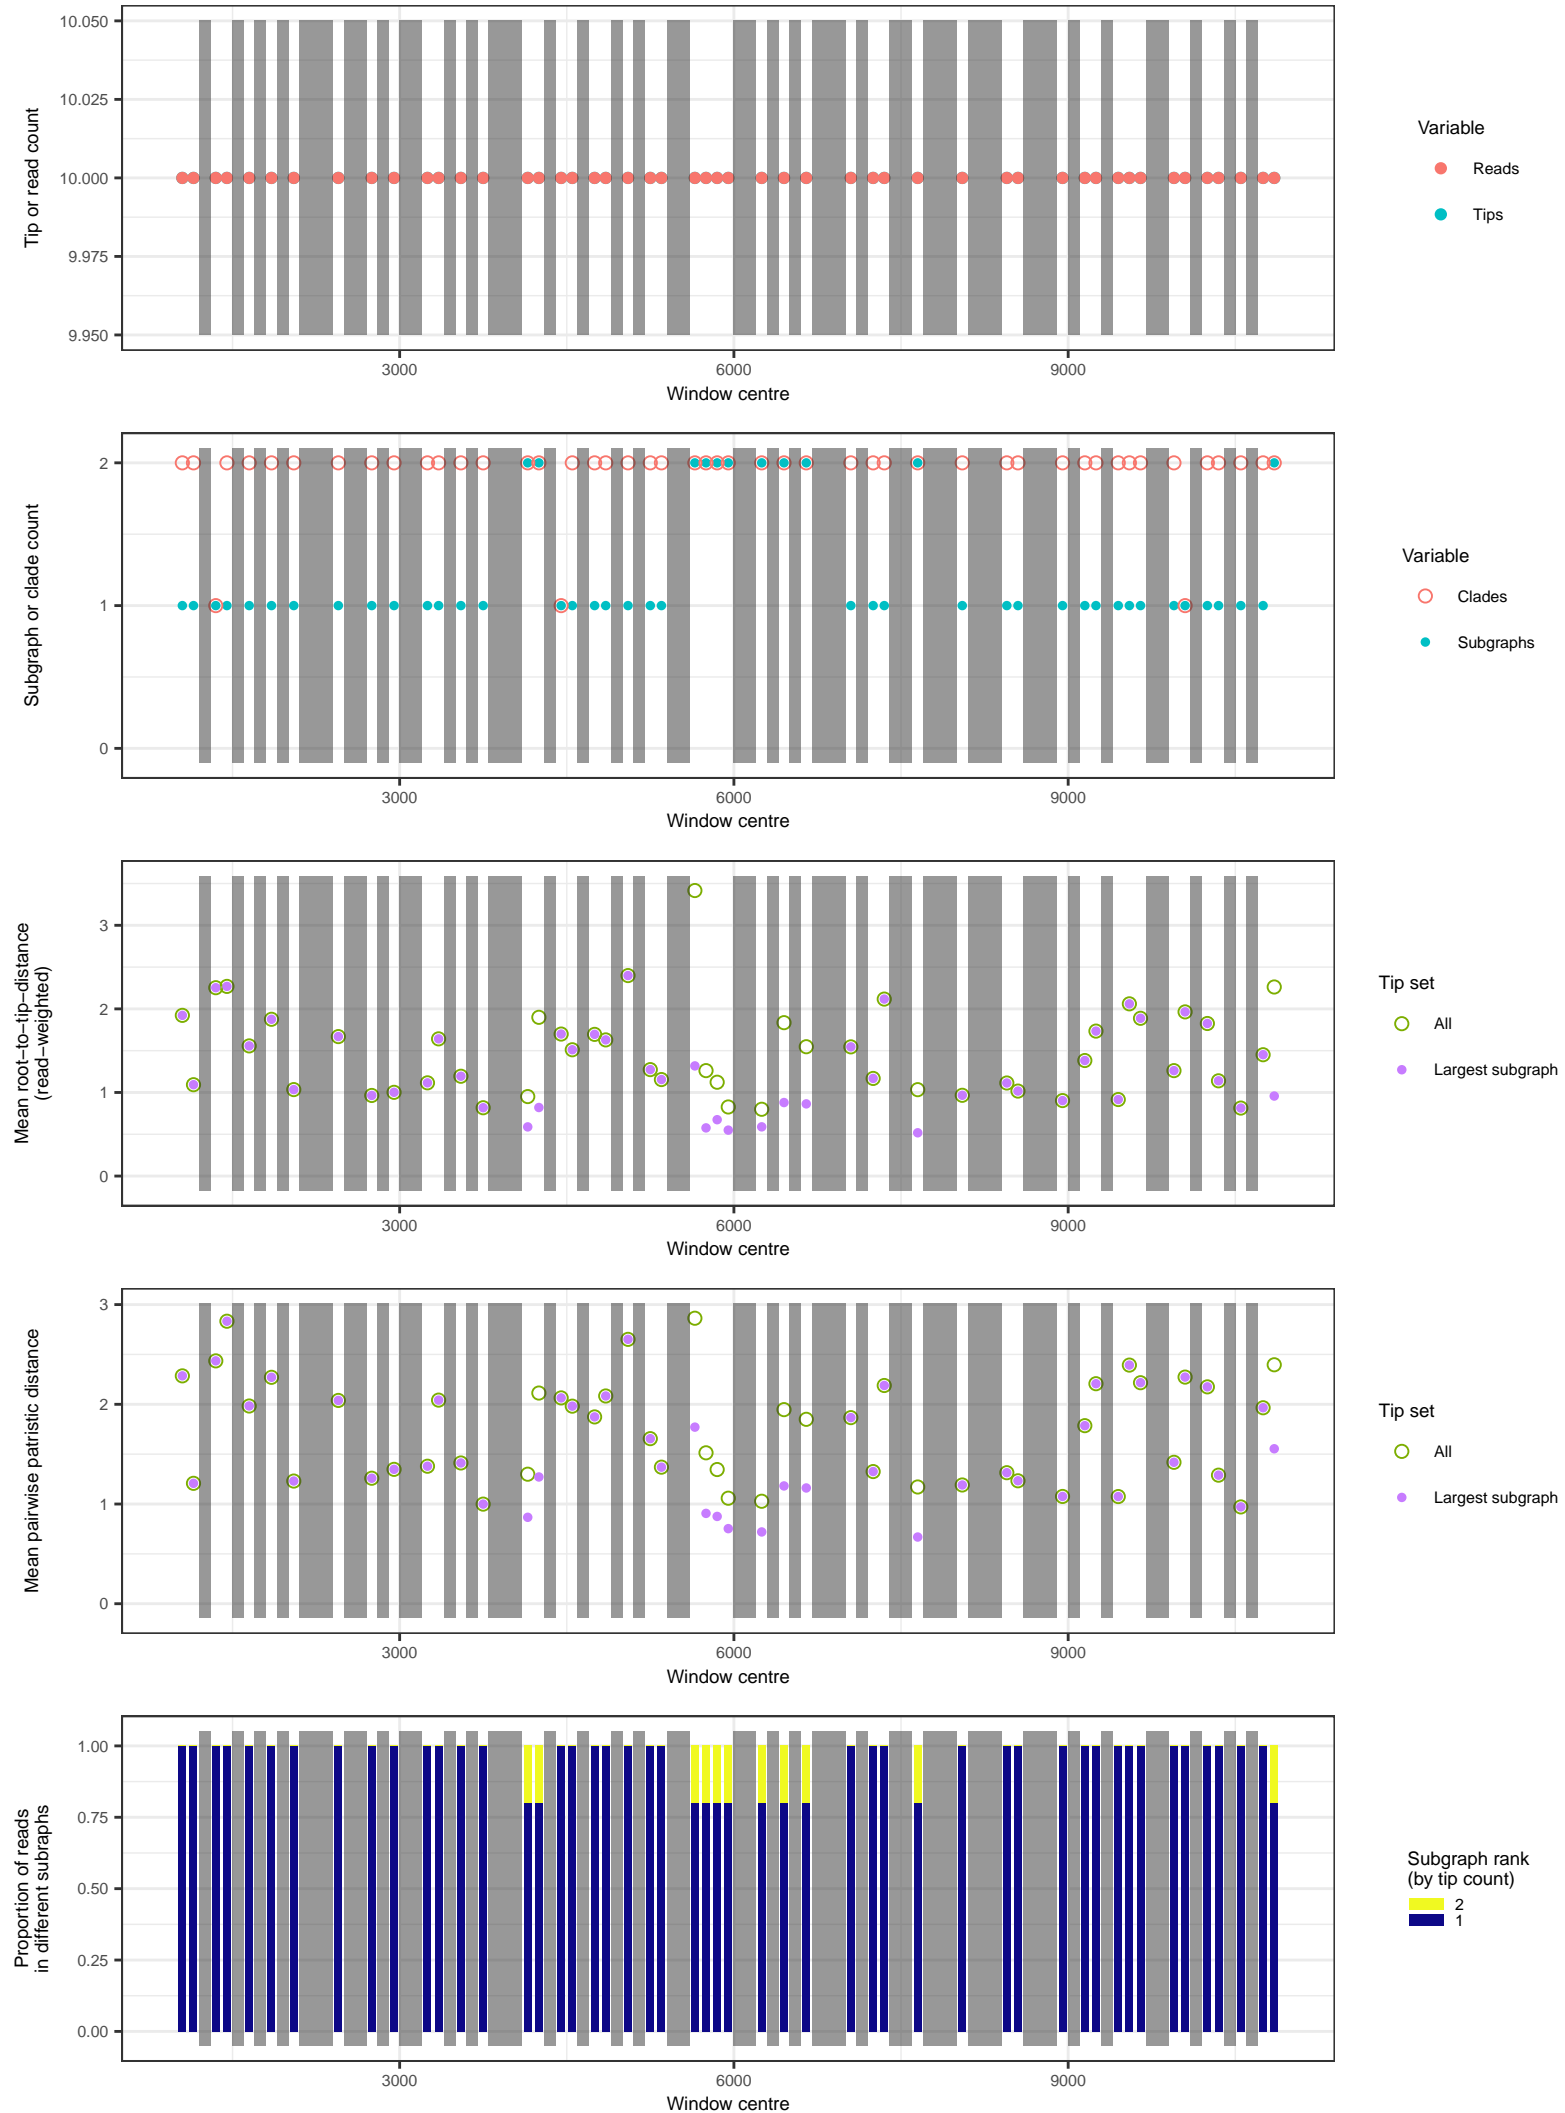 10.050
10.025
10.000
9.975
9.950
Tip or read count
3000
6000
9000
Window centre
Variable
Reads
Tips
2
1
0
Subgraph or clade count
3000
6000
9000
Window centre
Variable
Clades
Subgraphs
3
2
1
0
Mean root−to−tip−distance
(read−weighted)
3000
6000
9000
Window centre
Tip set
All
Largest subgraph
3
2
1
0
Mean pairwise patristic distance
3000
6000
9000
Window centre
Tip set
All
Largest subgraph
1.00
0.75
0.50
0.25
0.00
Proportion of reads
in different subraphs
3000
6000
9000
Window centre
Subgraph rank
(by tip count)
2
1